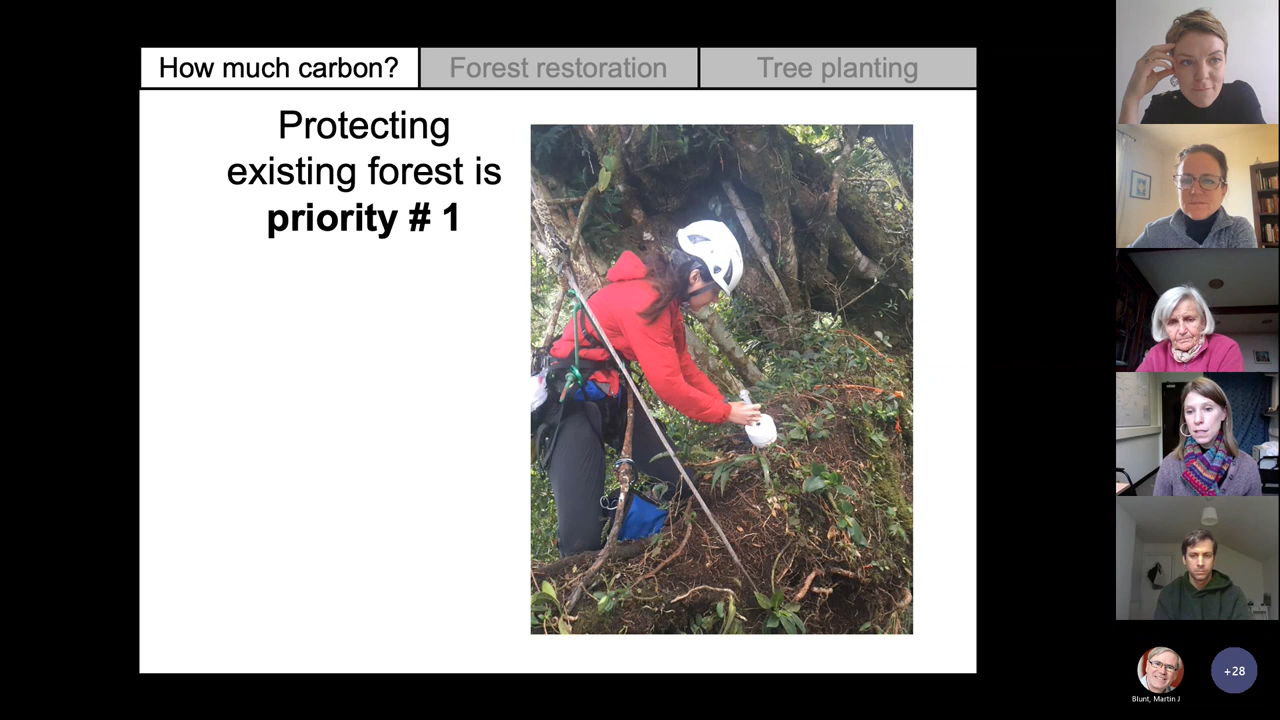 How much carbon?
Forest restoration
Tree planting
Protecting
existing forest is
priority # 1
Blunt, Martin J
+28